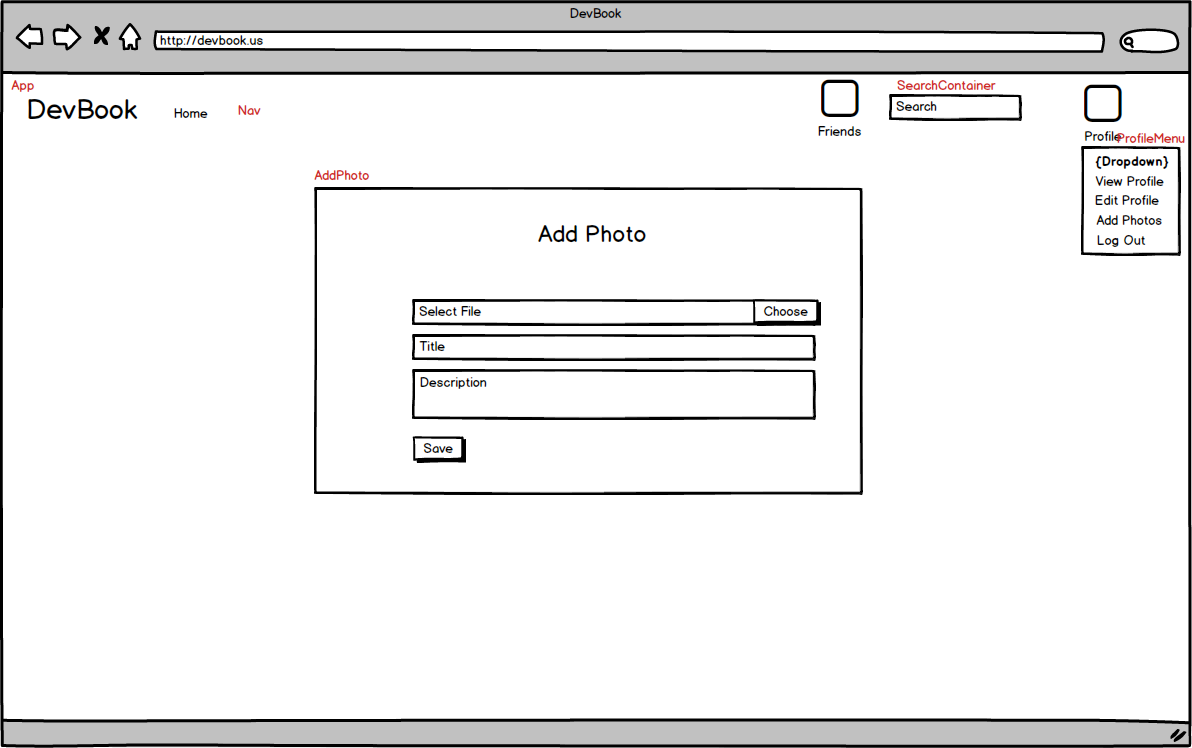 DevBook
http://devbook.us
App
DevBook
Home
Nav
Friends
SearchContainer
Search
Profile
ProfileMenu
{Dropdown}
View Profile
Edit Profile
Add Photos
Log Out
AddPhoto
Add Photo
Select File
Choose
Title
Description
Save